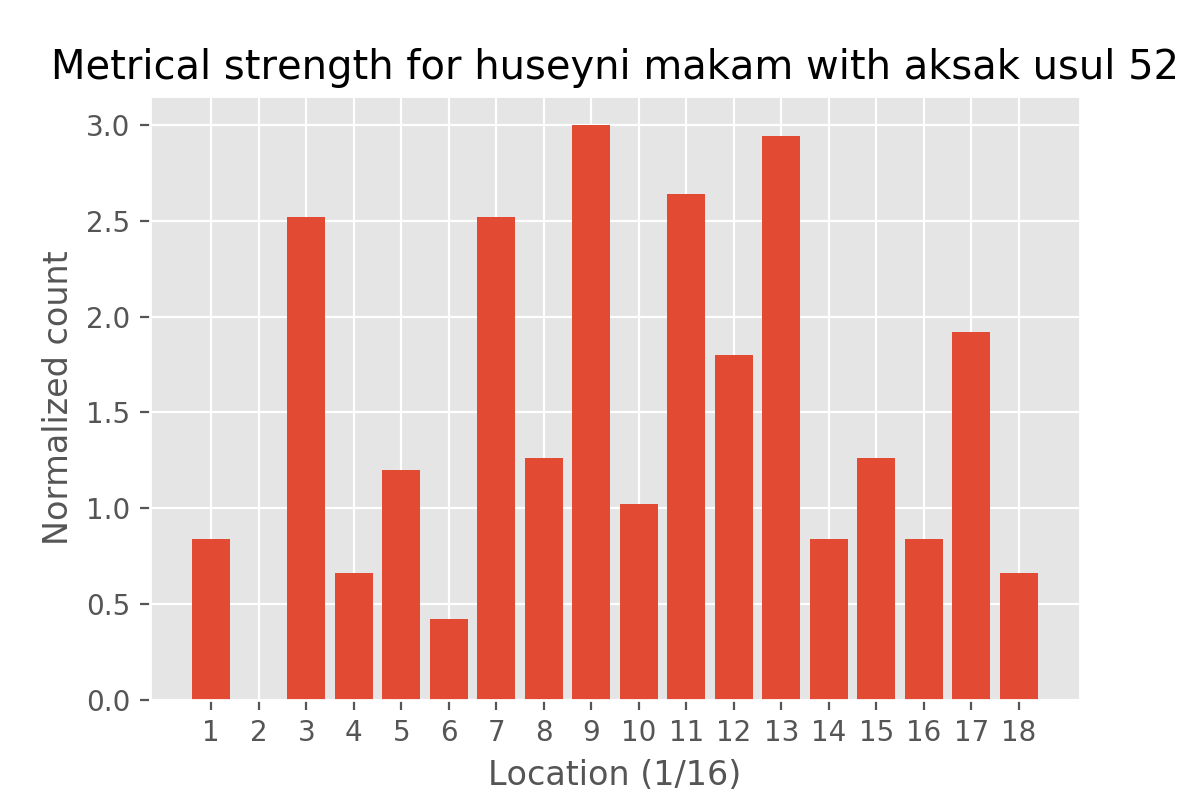 Metrical strength for huseyni makam with aksak usul 52
3.0
2.5
2.0
1.5
1.0
0.5
0.0
Normalized count
1 2 3 4 5 6 7 8 9 10 11 12 13 14 15 16 17 18
Location (1/16)